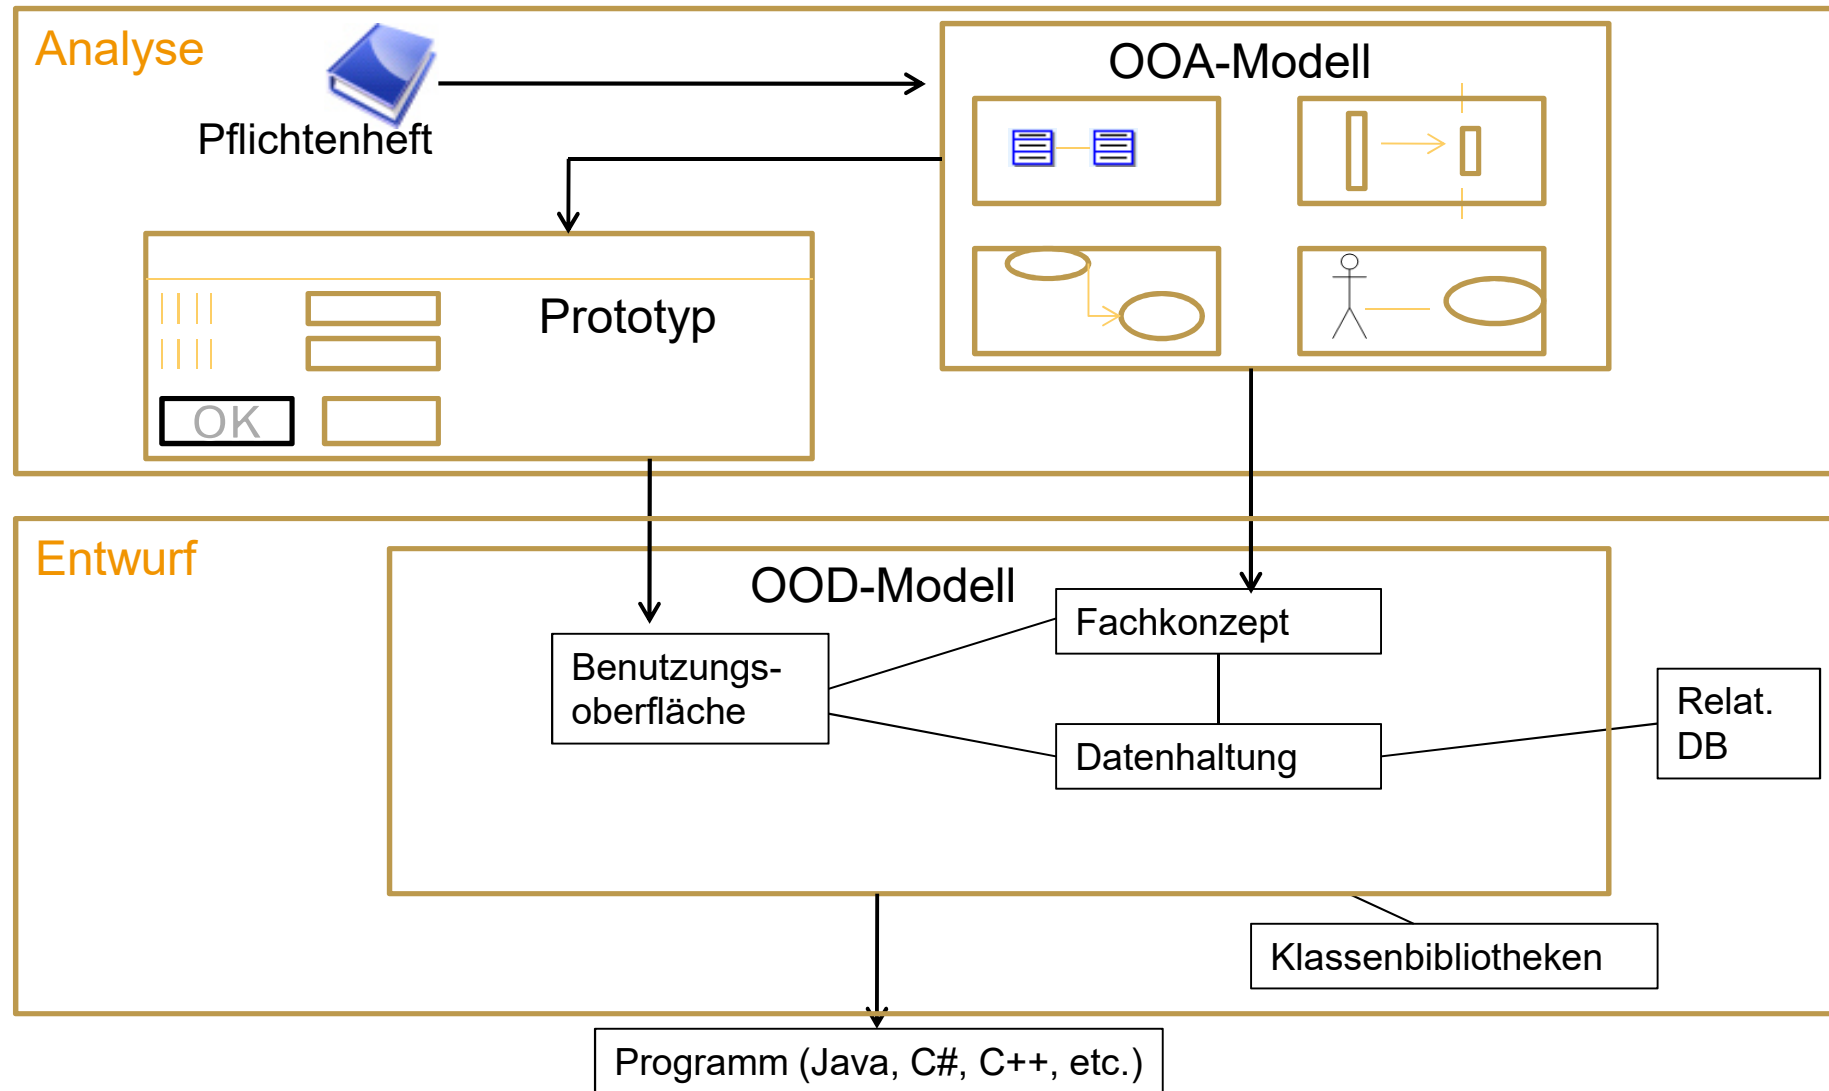 Analyse
OOA-Modell
Pflichtenheft
Prototyp
OK
Entwurf
OOD-Modell
Fachkonzept
Benutzungs-
oberfläche
Datenhaltung
Relat.
DB
Klassenbibliotheken
Programm (Java, C#, C++, etc.)